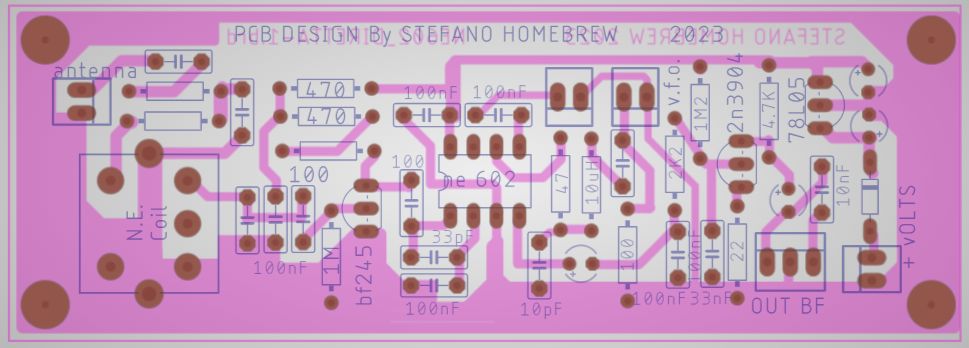 PCB DESIGN By STEFANO HOMEBREW 2023
STEFANO HOMEBREW 2023
antenna
470
470
100nF
100nF
v.f.o.
1M2
2n3904
4.7K
78L05
100
100
ne 602
47
10uH
2K2
10nF
N.E.
Coil
100nF
1M
bf245
33pF
100nF
10pF
100
100nF
100nF
33nF
22
OUT BF
+ VOLTS